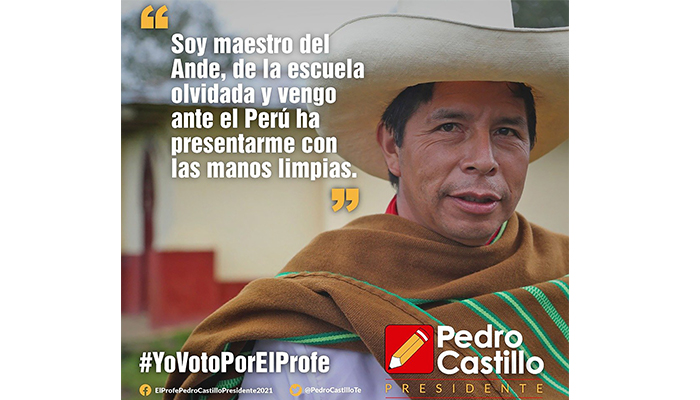 “
Soy maestro del
Ande, de la escuela
olvidada y vengo
ante el Perú ha
presentarme con
las manos limpias.
”
#YoVotoPorElProfe
ElProfePedroCastilloPresidente2021 @PedroCastilloTe
Pedro
Castillo
PRESIDENTE